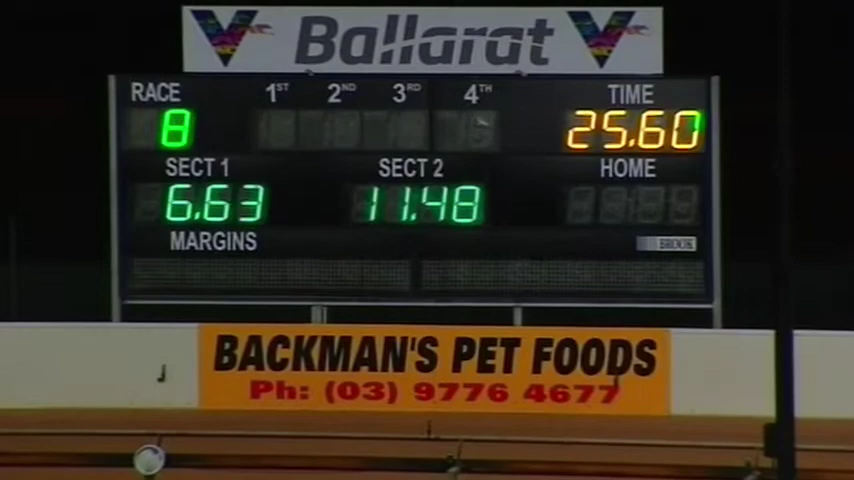 Ballarat
RACE 1ST 2ND 3RD 4TH TIME
8 25.60
SECT 1 SECT 2 HOME
6.63 11.48
MARGINS BROOK
BACKMAN'S PET FOODS
Ph: (03) 9776 4677